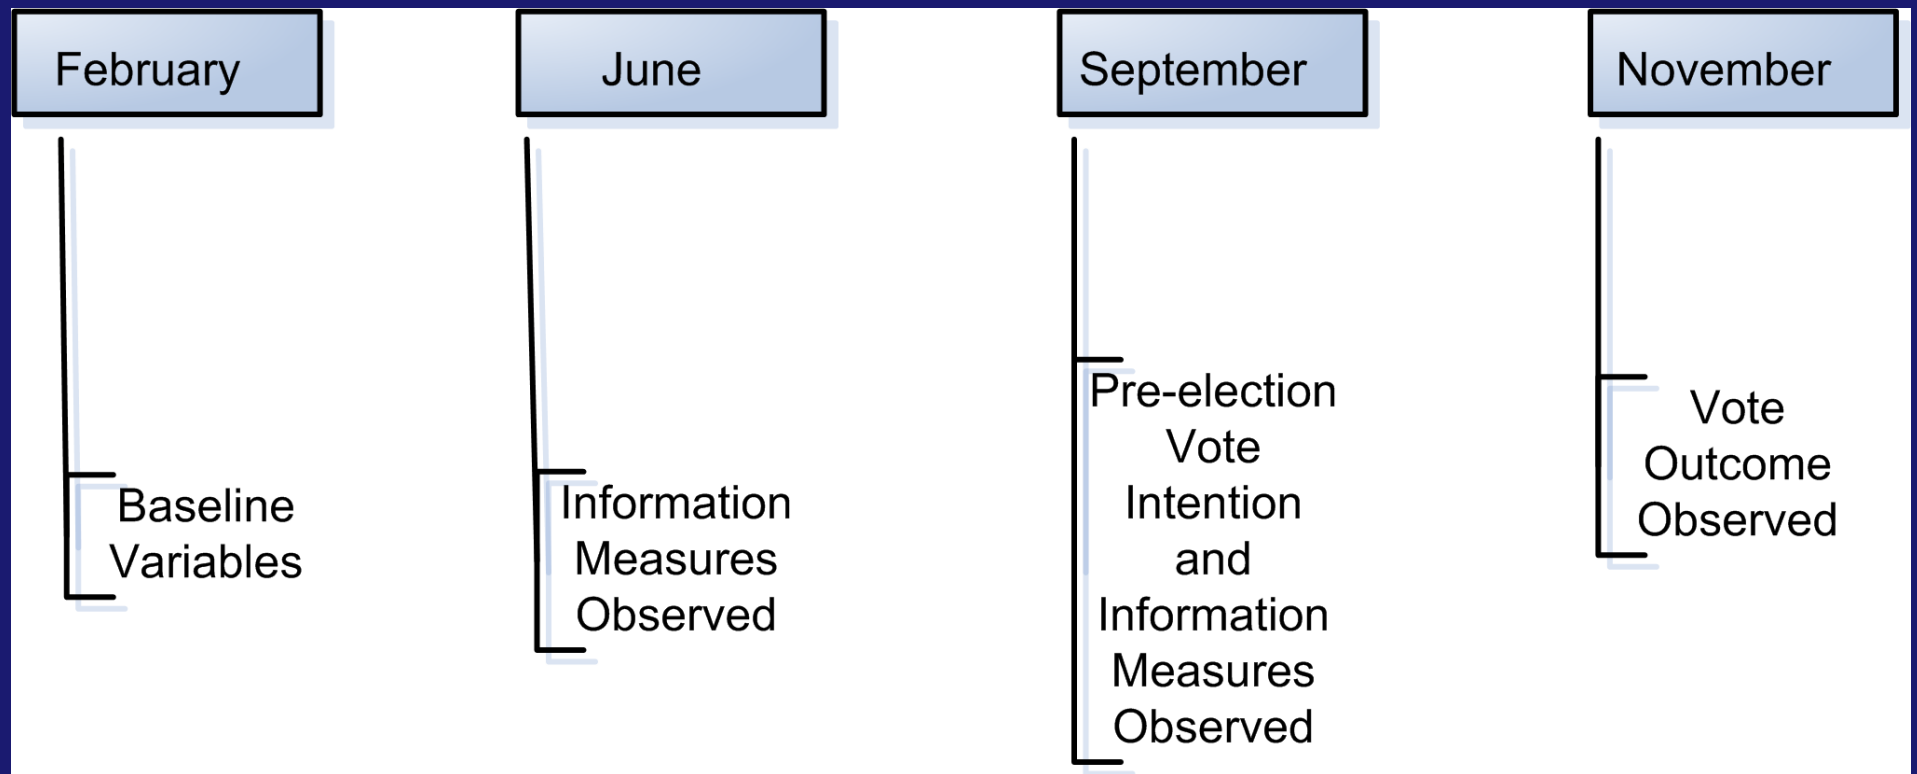 February
June
September
November
Baseline
Variables
Information
Measures
Observed
Pre-election
Vote
Intention
and
Information
Measures
Observed
Vote
Outcome
Observed